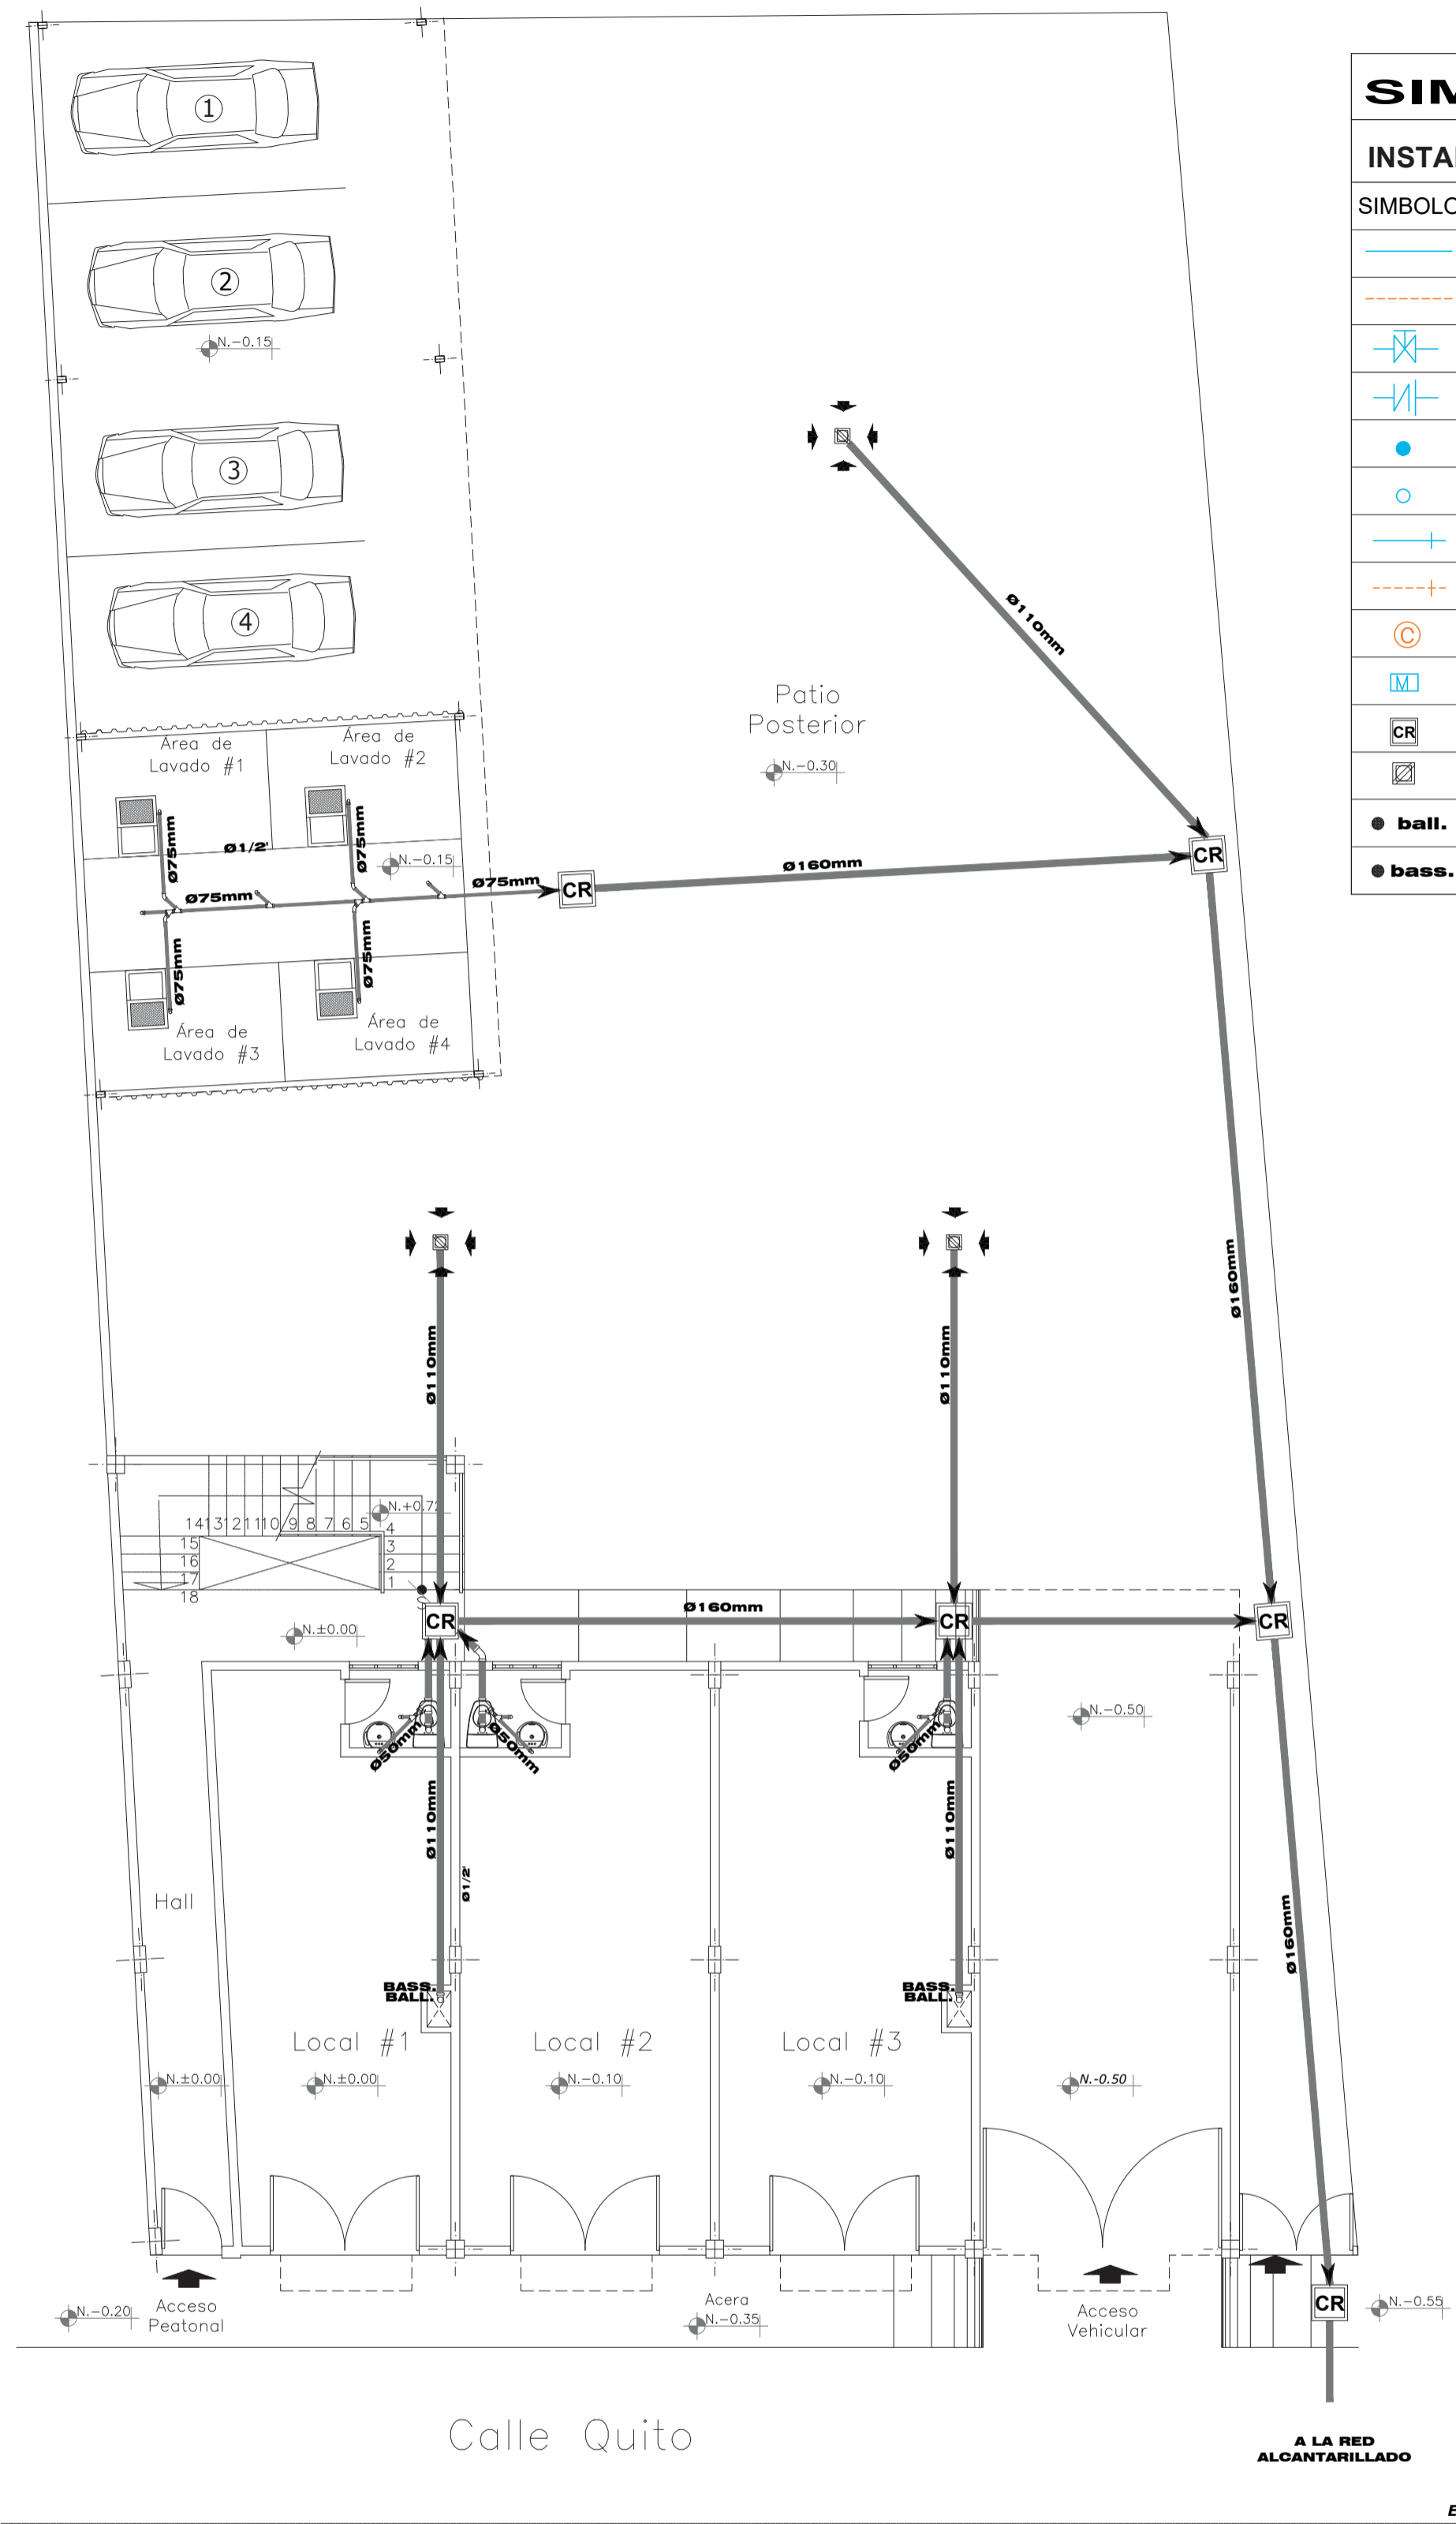 SIM
INSTAL
SIMBOLO
1
2
N.-0.15
3
4
C
M
CR
ball.
bass.
Ø110mm
Patio
Posterior
N.-0.30
Área de
Lavado #1
Área de
Lavado #2
Ø75mm
Ø75mm
Ø1/2'
N.-0.15
Ø75mm
Ø75mm
CR
Ø160mm
CR
Ø75mm
Ø75mm
Área de
Lavado #3
Área de
Lavado #4
Ø160mm
Ø110mm
Ø110mm
N.+0.72
14 13 12 11 10 9 8 7 6 5
4
15
3
16
2
17
1
18
N.±0.00
CR
Ø160mm
CR
CR
N.-0.50
Ø50mm
Ø50mm
Ø50mm
Ø110mm
Ø1/2'
Ø110mm
Hall
Ø160mm
BASS.
BALL.
BASS.
BALL.
Local #1
Local #2
Local #3
N.±0.00
N.±0.00
N.-0.10
N.-0.10
N.-0.50
N.-0.20
Acceso
Peatonal
Acera
N.-0.35
Acceso
Vehicular
CR
N.-0.55
Calle Quito
A LA RED
ALCANTARILLADO
E